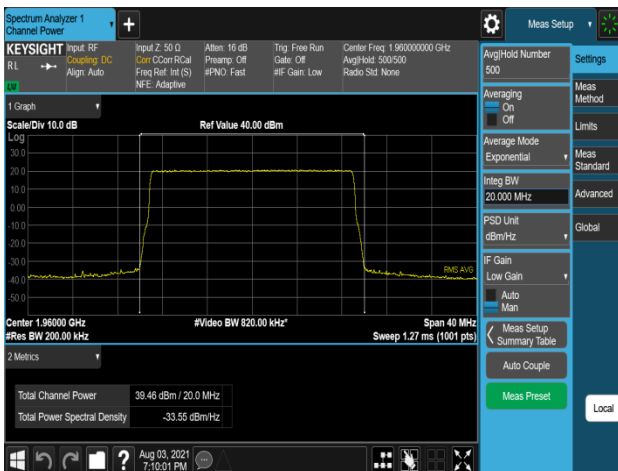 Spectrum Analyzer 1
Channel Power
Meas Setup
KEYSIGHT
RL
LU
Input: RF
Coupling: DC
Align: Auto
Input Z: 50 Ω
Corr CCorr RCal
Freq Ref: Int (S)
NFE: Adaptive
Atten: 16 dB
Preamp: Off
#PNO: Fast
Trig: Free Run
Gate: Off
#IF Gain: Low
Center Freq: 1.960000000 GHz
Avg|Hold: 500/500
Radio Std: None
1 Graph
Scale/Div 10.0 dB
Ref Value 40.00 dBm
Log
30.0
20.0
10.0
0.00
-10.0
-20.0
-30.0
-40.0
-50.0
RMS AVG
Center 1.96000 GHz
#Video BW 820.00 kHz*
Span 40 MHz
#Res BW 200.00 kHz
Sweep 1.27 ms (1001 pts)
2 Metrics
Total Channel Power 39.46 dBm / 20.0 MHz
Total Power Spectral Density -33.55 dBm/Hz
Aug 03, 2021
7:10:01 PM
Avg|Hold Number
500
Averaging
On
Off
Average Mode
Exponential
Integ BW
20.000 MHz
PSD Unit
dBm/Hz
IF Gain
Low Gain
Auto
Man
Meas Setup
Summary Table
Auto Couple
Meas Preset
Settings
Meas
Method
Limits
Meas
Standard
Advanced
Global
Local